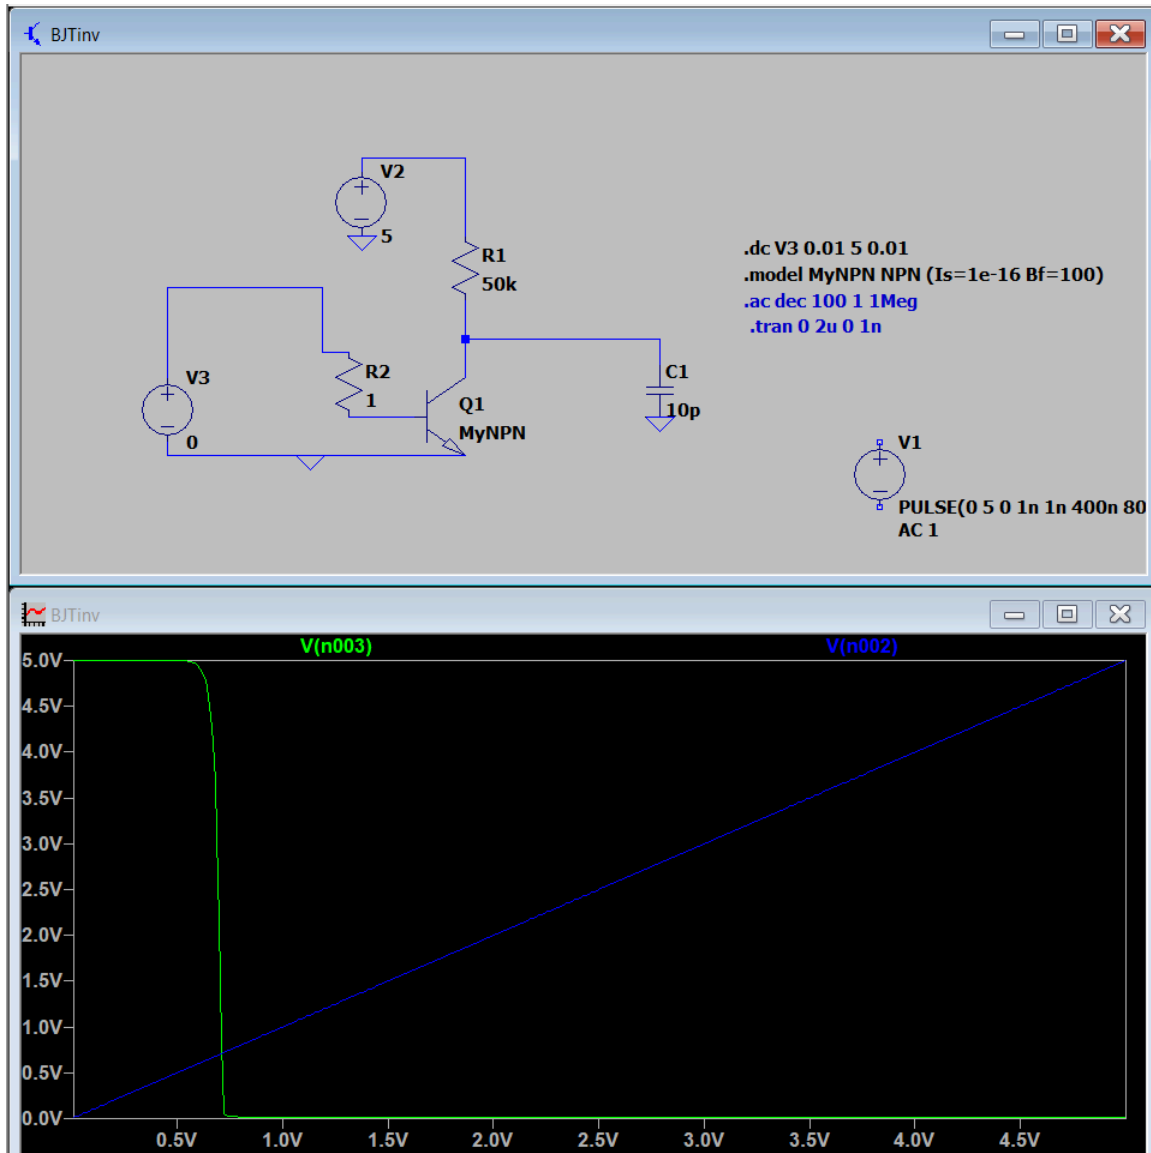 BJTinv
V2
5
R1
50k
.dc V3 0.01 5 0.01
.model MyNPN NPN (Is=1e-16 Bf=100)
.ac dec 100 1 1Meg
.tran 0 2u 0 1n
V3
0
R2
1
Q1
MyNPN
C1
10p
V1
PULSE(0 5 0 1n 1n 400n 80
AC 1
BJTinv
V(n003) V(n002)
5.0V
4.5V
4.0V
3.5V
3.0V
2.5V
2.0V
1.5V
1.0V
0.5V
0.0V
0.5V 1.0V 1.5V 2.0V 2.5V 3.0V 3.5V 4.0V 4.5V